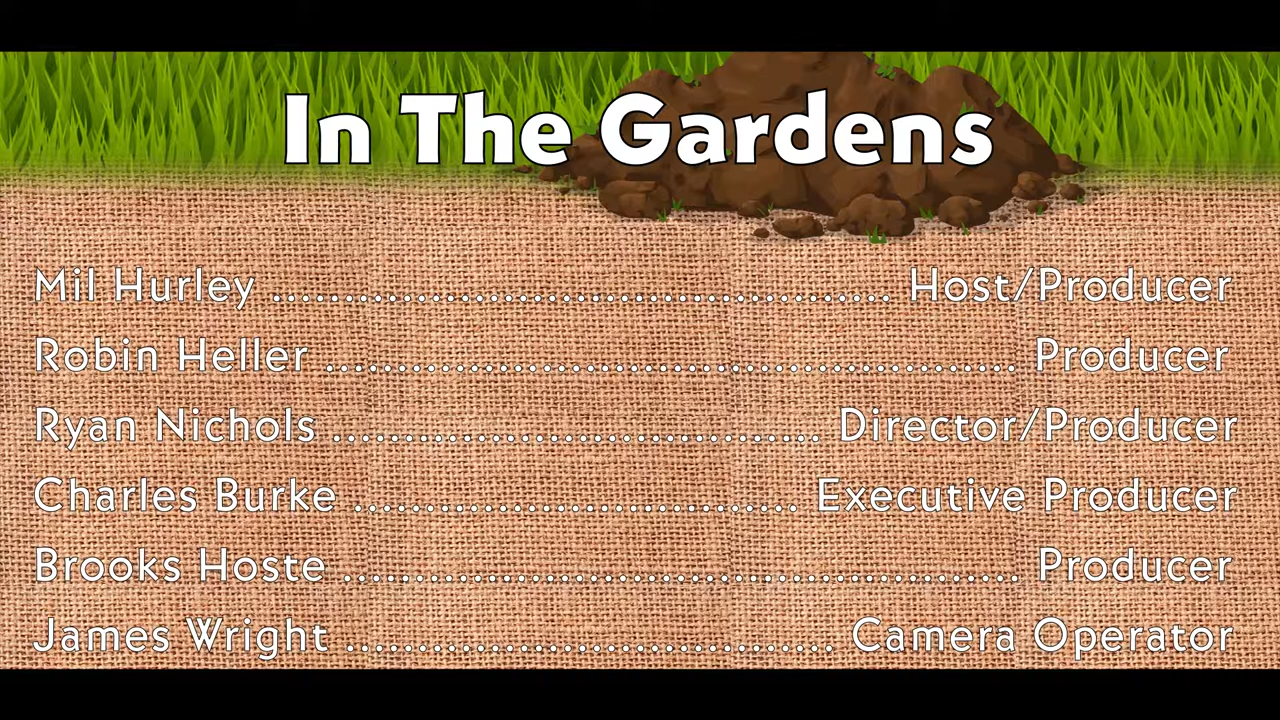 In The Gardens
Mil Hurley ........................................... Host/Producer
Robin Heller ................................................ Producer
Ryan Nichols .................................. Director/Producer
Charles Burke ............................... Executive Producer
Brooks Hoste ............................................... Producer
James Wright .................................. Camera Operator